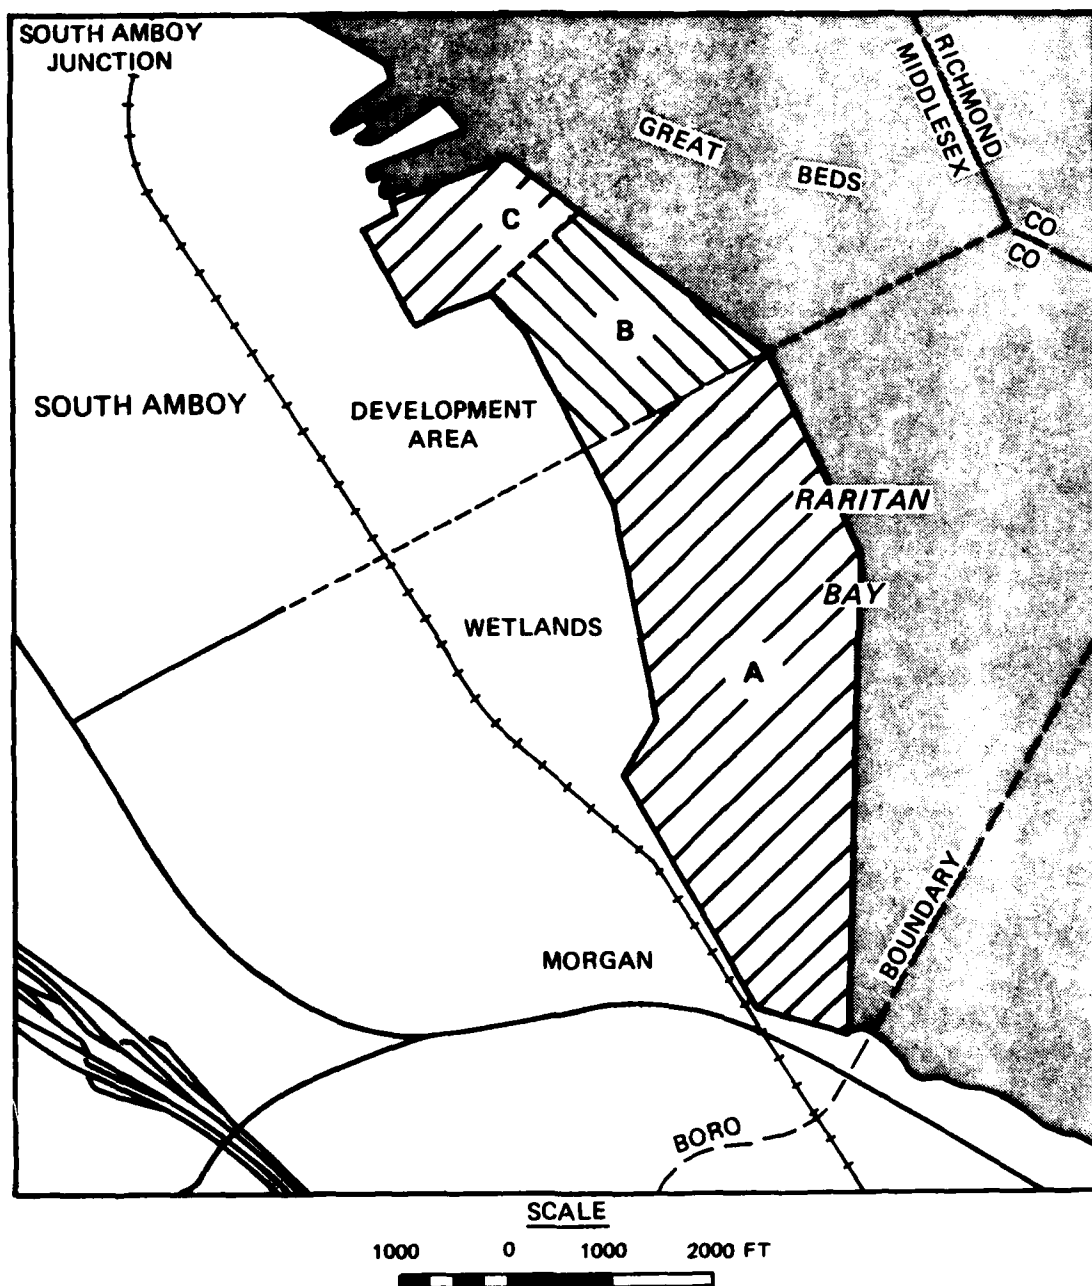 SOUTH AMBOY
JUNCTION
RICHMOND
MIDDLESEX
GREAT
BEDS
CO
CO
C
B
SOUTH AMBOY
DEVELOPMENT
AREA
RARITAN
BAY
WETLANDS
A
BOUNDARY
MORGAN
BORO
SCALE
1000 0 1000 2000 FT